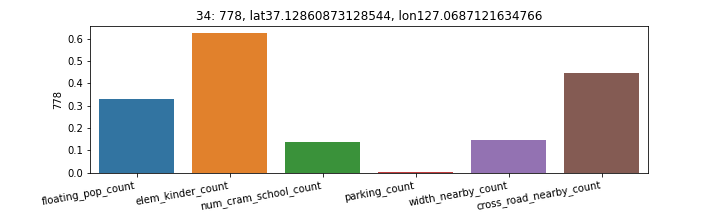 34: 778, lat37.12860873128544, lon127.0687121634766
0.6
0.5
0.4
0.3
0.2
0.1
0.0
778
floating_pop_count
elem_kinder_count
num_cram_school_count
parking_count
width_nearby_count
cross_road_nearby_count